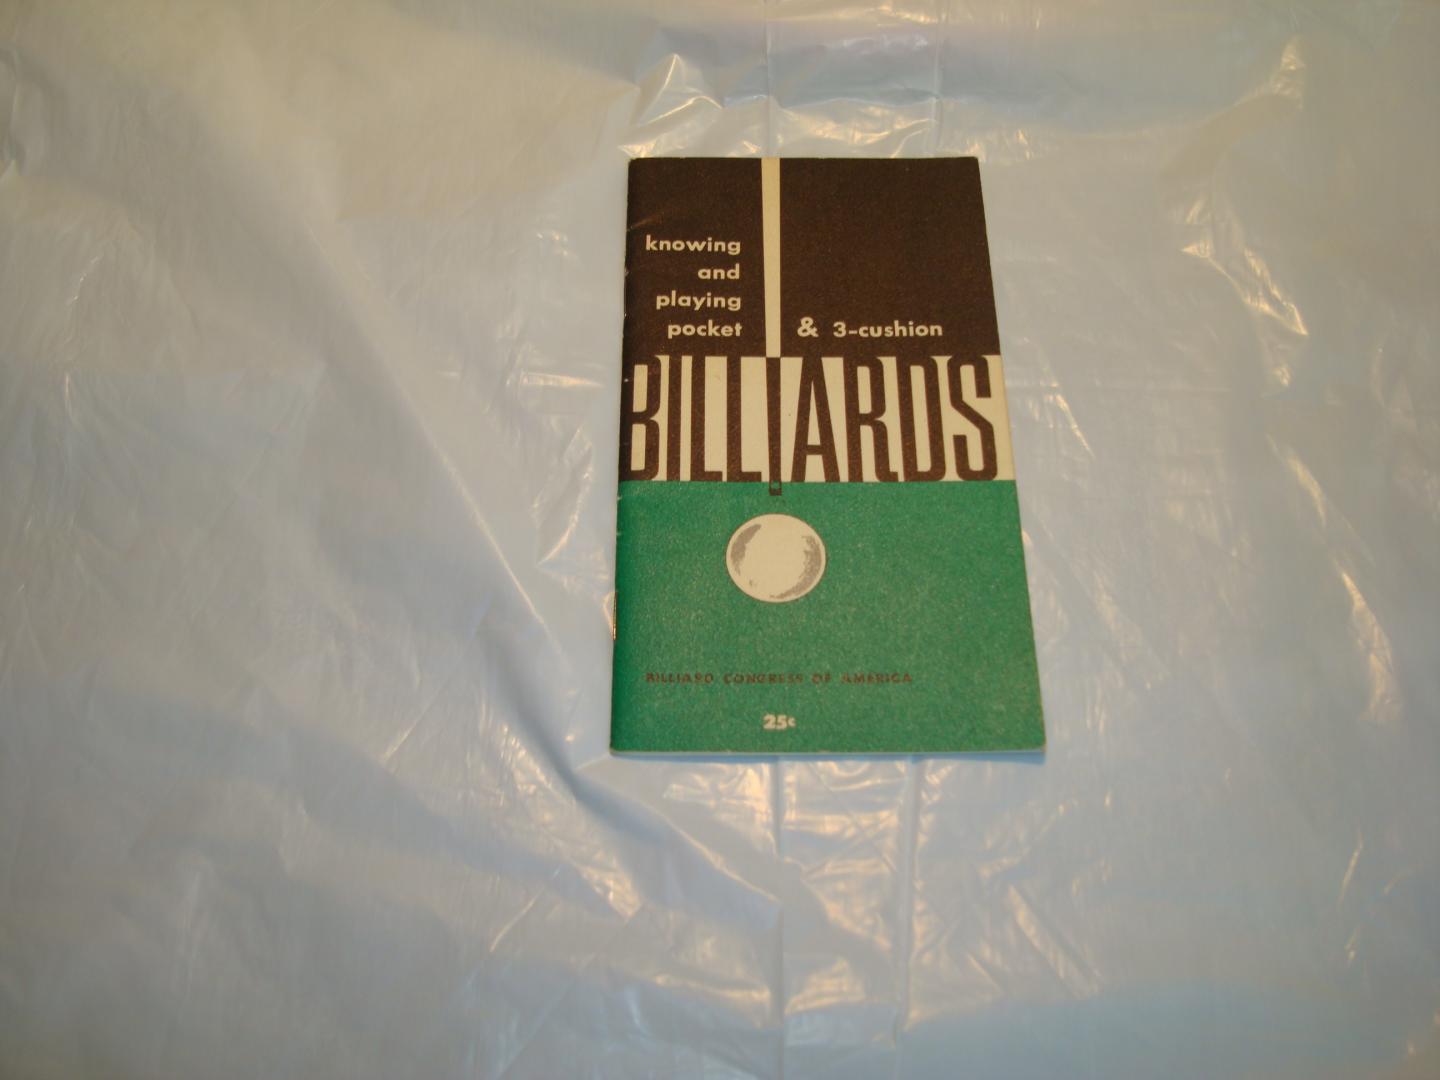 knowing
and
playing
pocket & 3-cushion
BILLIARDS
BILLIARD CONGRESS OF AMERICA
25¢